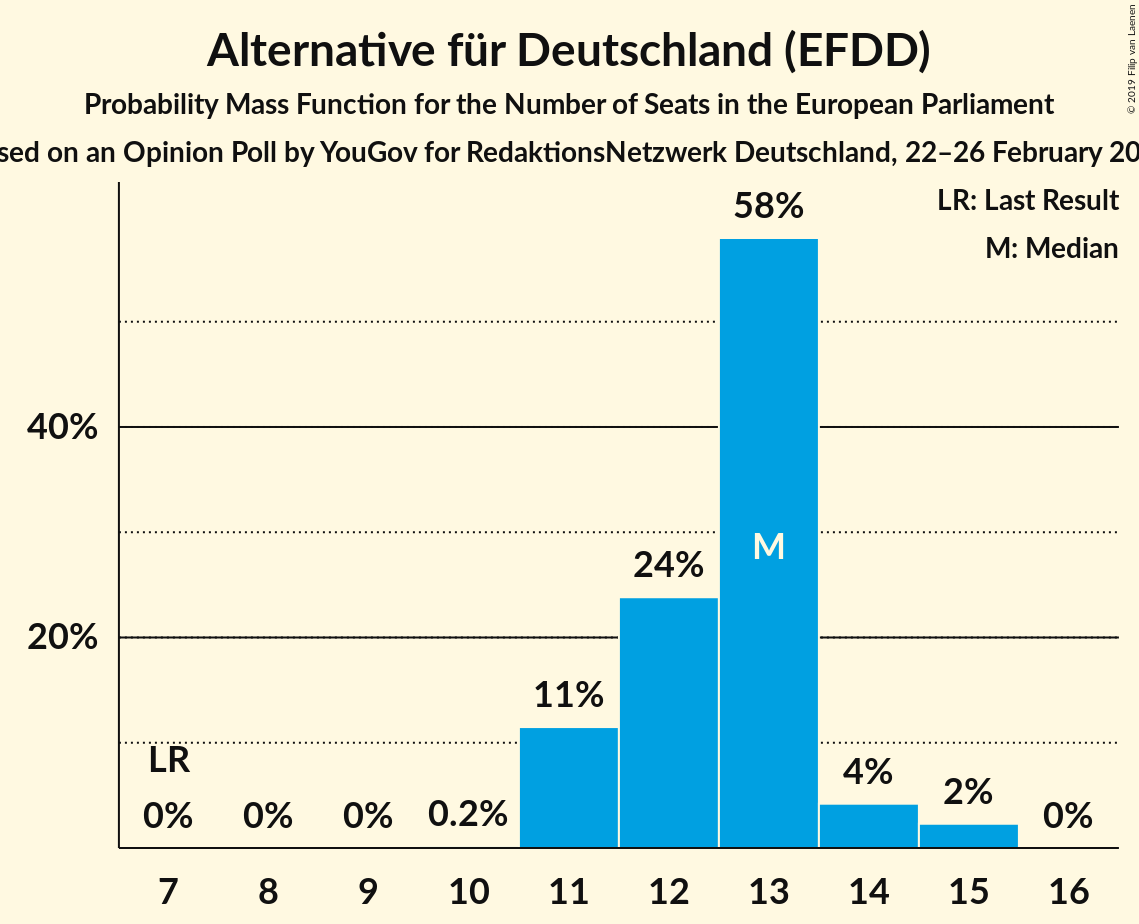 Alternative für Deutschland (EFDD)
Probability Mass Function for the Number of Seats in the European Parliament
sed on an Opinion Poll by YouGov for RedaktionsNetzwerk Deutschland, 22–26 February 20
© 2019 Filip van Laenen
LR: Last Result
M: Median
58%
40%
M
24%
20%
11%
LR
4%
2%
0% 0% 0% 0.2% 0%
7 8 9 10 11 12 13 14 15 16